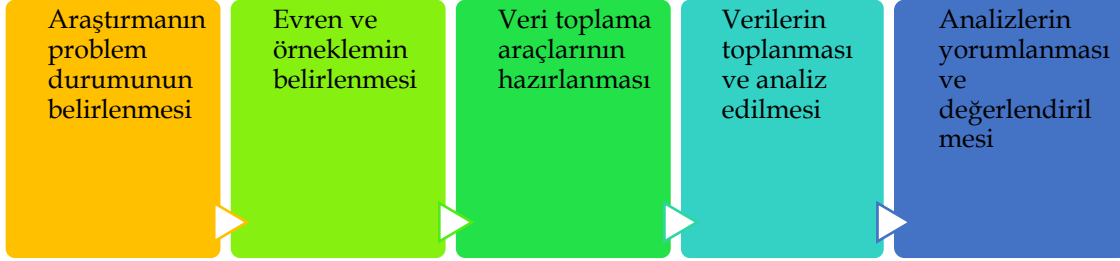 Araştırmanın
problem
durumunun
belirlenmesi
Evren ve
örneklemin
belirlenmesi
Veri toplama
araçlarının
hazırlanması
Verilerin
toplanması
ve analiz
edilmesi
Analizlerin
yorumlanması
ve
değerlendiril
mesi